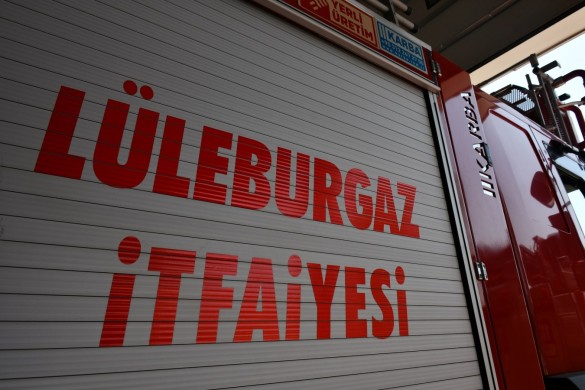 YERLİ
ÜRETİM
KARBA
KARBA
LÜLEBURGAZ
İTFAİYESİ